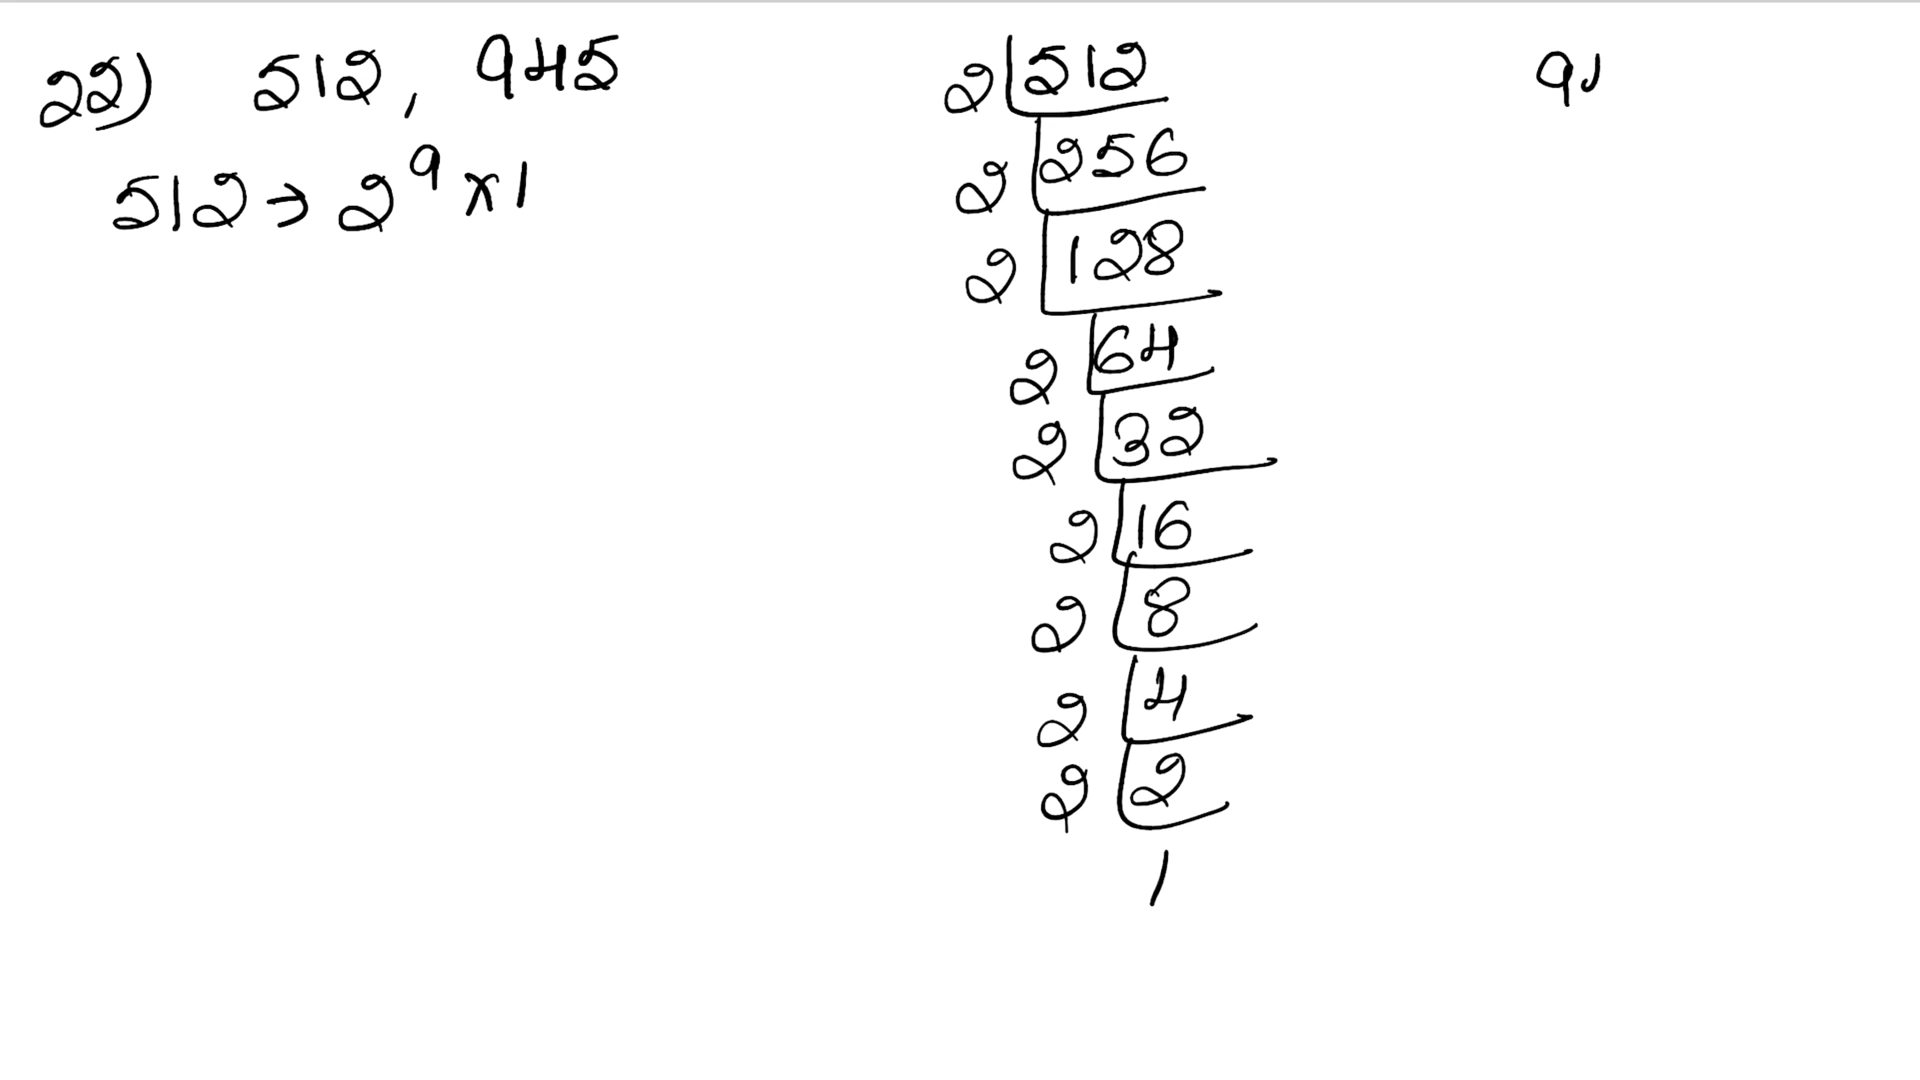 22) 512, 945
512 → 2⁹ x 1
2 | 512
2 | 256
2 | 128
2 | 64
2 | 32
2 | 16
2 | 8
2 | 4
2 | 2
1
9